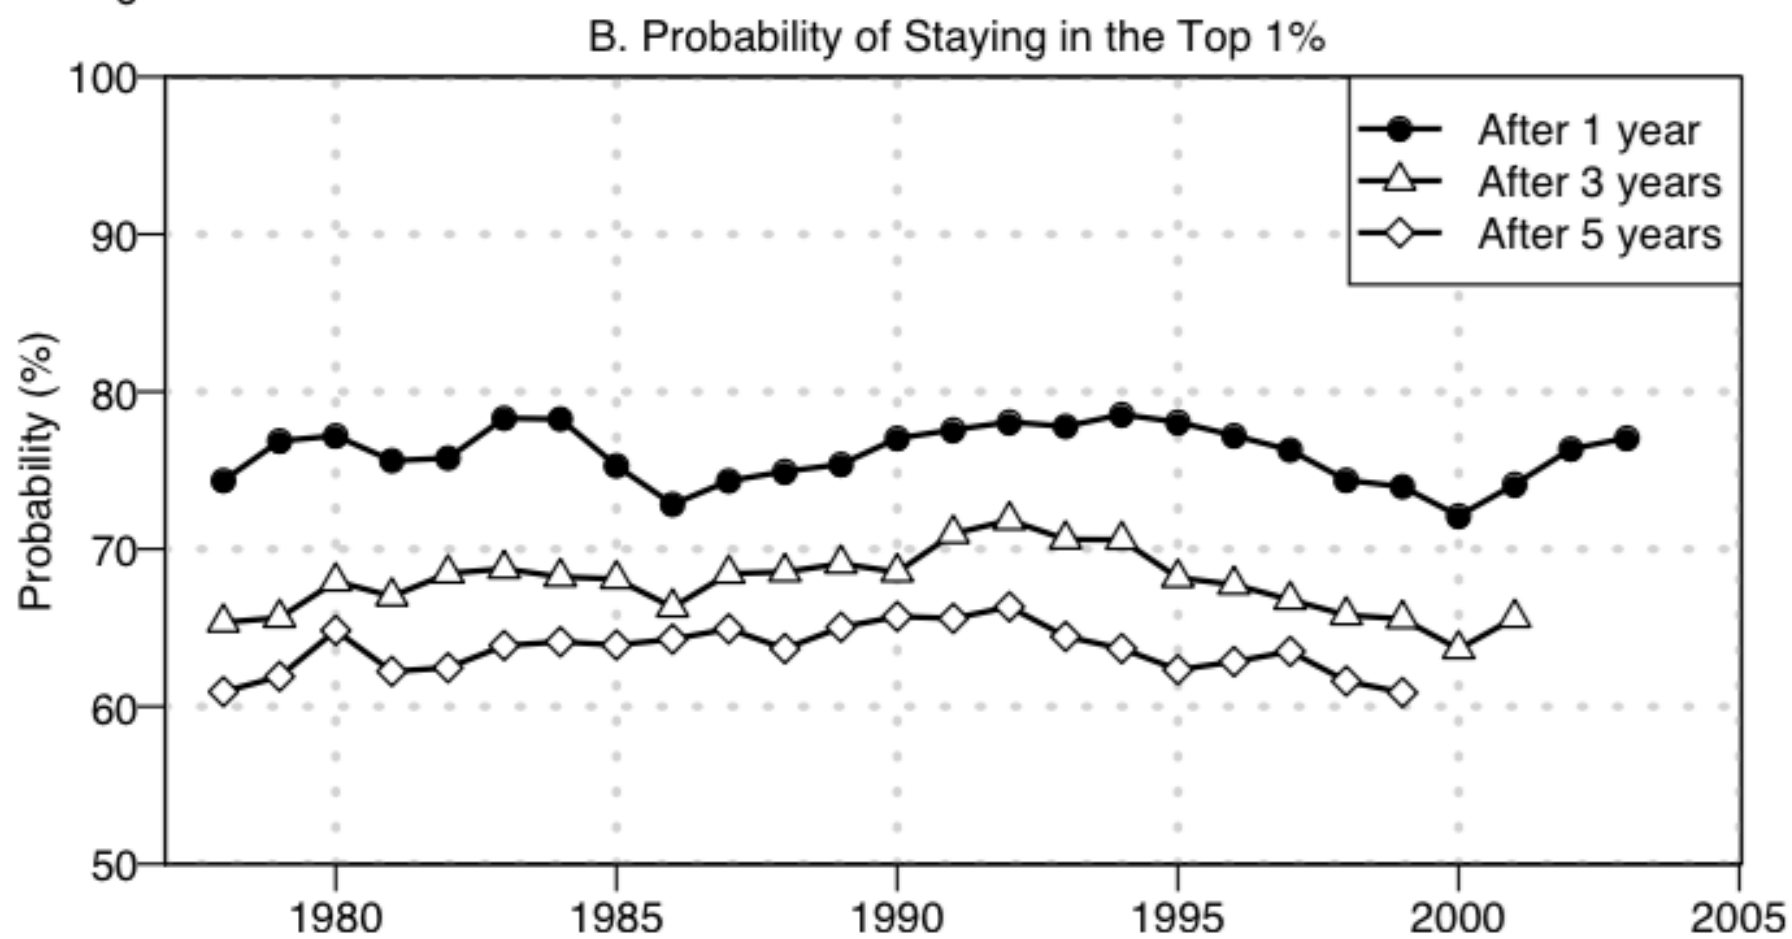 B. Probability of Staying in the Top 1%
100
90
80
70
60
50
Probability (%)
After 1 year
After 3 years
After 5 years
1980 1985 1990 1995 2000 2005